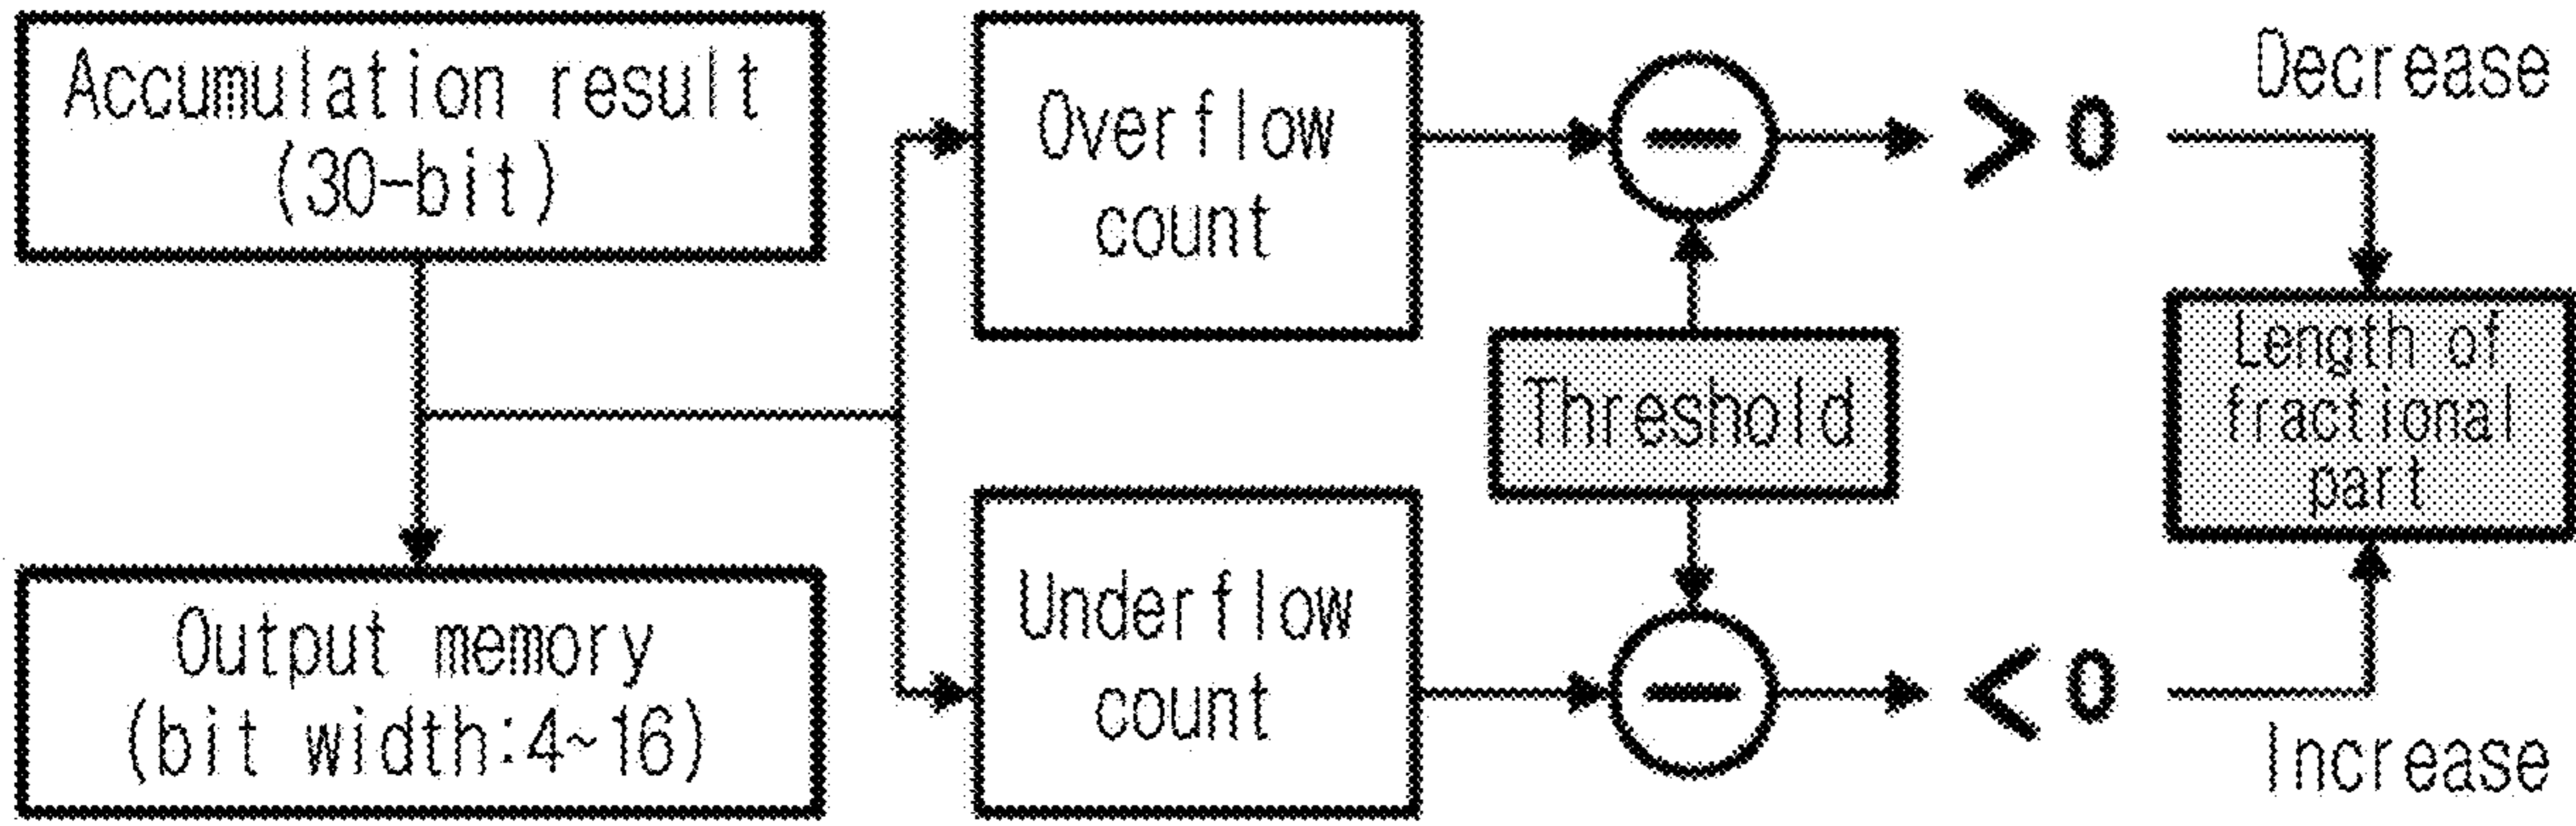 Accumulation result
(30-bit)
Overflow
count
−
> 0
Decrease
Threshold
Length of
fractional
part
Output memory
(bit width:4~16)
Underflow
count
−
< 0
Increase